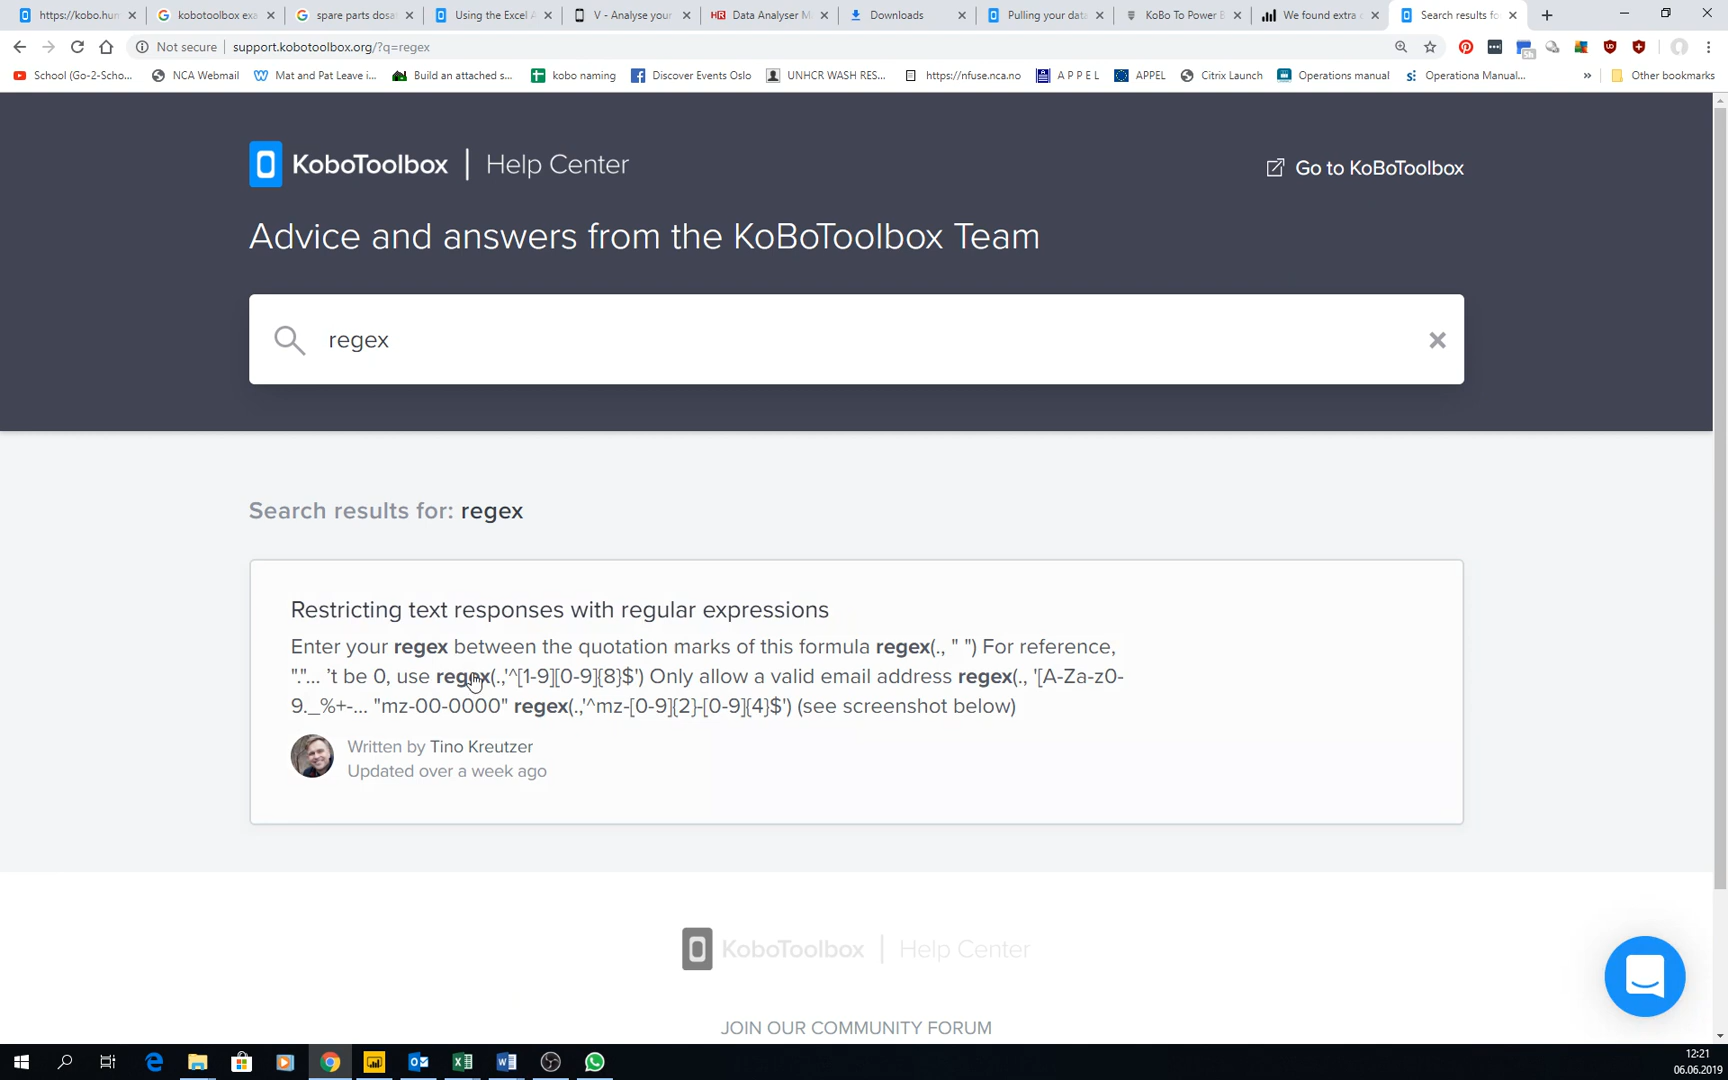 https://kobo.hum
kobotoolbox exa
spare parts dosa
Using the Excel A
V - Analyse your
Data Analyser M
Downloads
Pulling your data
KoBo To Power B
We found extra c
Search results fo
Not secure | support.kobotoolbox.org/?q=regex
School (Go-2-Scho...
NCA Webmail
Mat and Pat Leave i...
Build an attached s...
kobo naming
Discover Events Oslo
UNHCR WASH RES...
https://nfuse.nca.no
A P P E L
APPEL
Citrix Launch
Operations manual
Operationa Manual...
»
Other bookmarks
KoboToolbox | Help Center
Go to KoBoToolbox
Advice and answers from the KoBoToolbox Team
regex
Search results for: regex
Restricting text responses with regular expressions
Enter your regex between the quotation marks of this formula regex(., " ") For reference,
"."... 't be 0, use regex(.,'^[1-9][0-9]{8}$') Only allow a valid email address regex(., '[A-Za-z0-
9._%+-... "mz-00-0000" regex(.,'^mz-[0-9]{2}-[0-9]{4}$') (see screenshot below)
Written by Tino Kreutzer
Updated over a week ago
KoboToolbox | Help Center
JOIN OUR COMMUNITY FORUM
12:21
06.06.2019